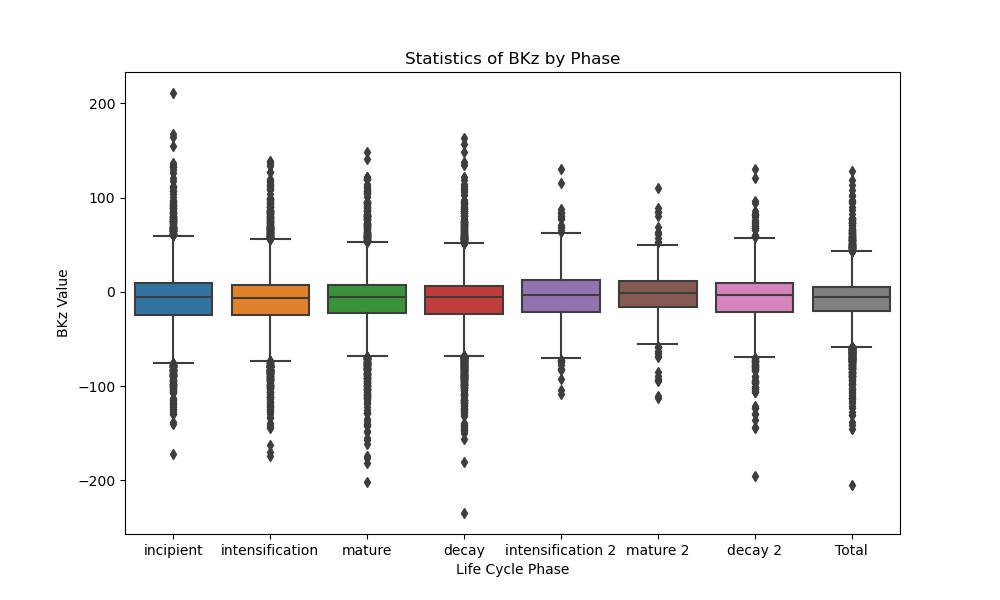 Statistics of BKz by Phase
BKz Value
200
100
0
−100
−200
incipient intensification mature decay intensification 2 mature 2 decay 2 Total
Life Cycle Phase